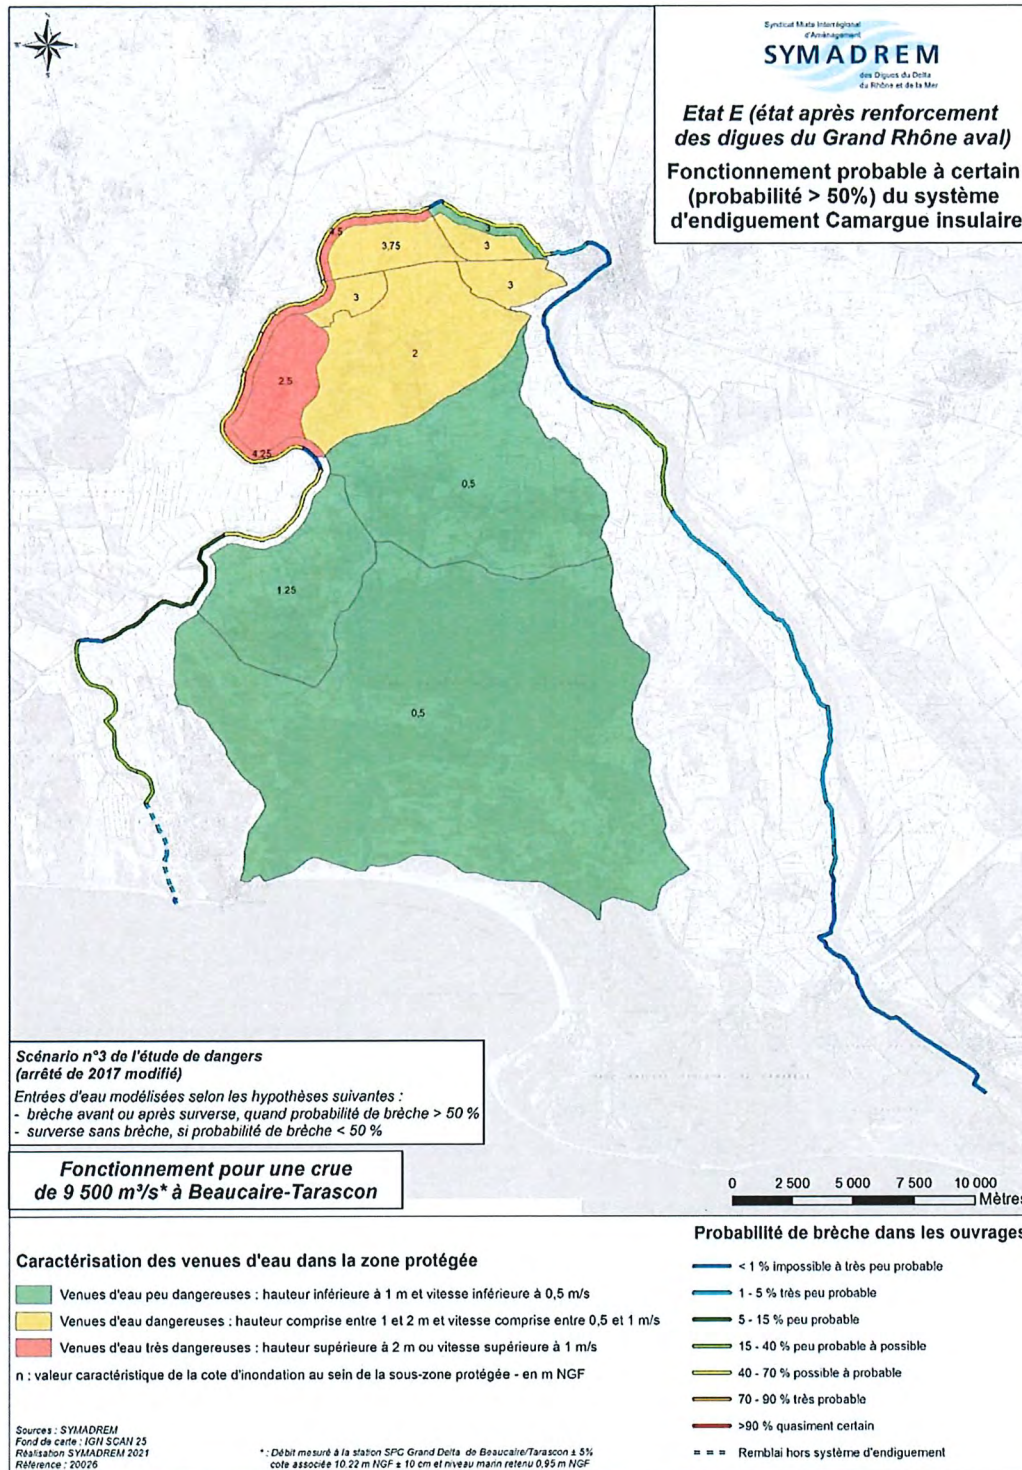 Syndicat Mixte Interrégional
d'Aménagement
SYMADREM
des Digues du Delta
du Rhône et de la Mer
Etat E (état après renforcement
des digues du Grand Rhône aval)
Fonctionnement probable à certain
(probabilité > 50%) du système
d'endiguement Camargue insulaire
4.5
3,75
3
3
3
3
2
2.5
4.25
0,5
1.25
0,5
Scénario n°3 de l'étude de dangers
(arrêté de 2017 modifié)
Entrées d'eau modélisées selon les hypothèses suivantes :
- brèche avant ou après surverse, quand probabilité de brèche > 50 %
- surverse sans brèche, si probabilité de brèche < 50 %
Fonctionnement pour une crue
de 9 500 m³/s* à Beaucaire-Tarascon
0 2 500 5 000 7 500 10 000
Mètres
Caractérisation des venues d'eau dans la zone protégée
Venues d'eau peu dangereuses : hauteur inférieure à 1 m et vitesse inférieure à 0,5 m/s
Venues d'eau dangereuses : hauteur comprise entre 1 et 2 m et vitesse comprise entre 0,5 et 1 m/s
Venues d'eau très dangereuses : hauteur supérieure à 2 m ou vitesse supérieure à 1 m/s
n : valeur caractéristique de la cote d'inondation au sein de la sous-zone protégée - en m NGF
Probabilité de brèche dans les ouvrages
< 1 % impossible à très peu probable
1 - 5 % très peu probable
5 - 15 % peu probable
15 - 40 % peu probable à possible
40 - 70 % possible à probable
70 - 90 % très probable
>90 % quasiment certain
Remblai hors système d'endiguement
Sources : SYMADREM
Fond de carte : IGN SCAN 25
Réalisation SYMADREM 2021
Référence : 20026
* : Débit mesuré à la station SPC Grand Delta de Beaucaire/Tarascon ± 5%
cote associée 10.22 m NGF ± 10 cm et niveau marin retenu 0,95 m NGF